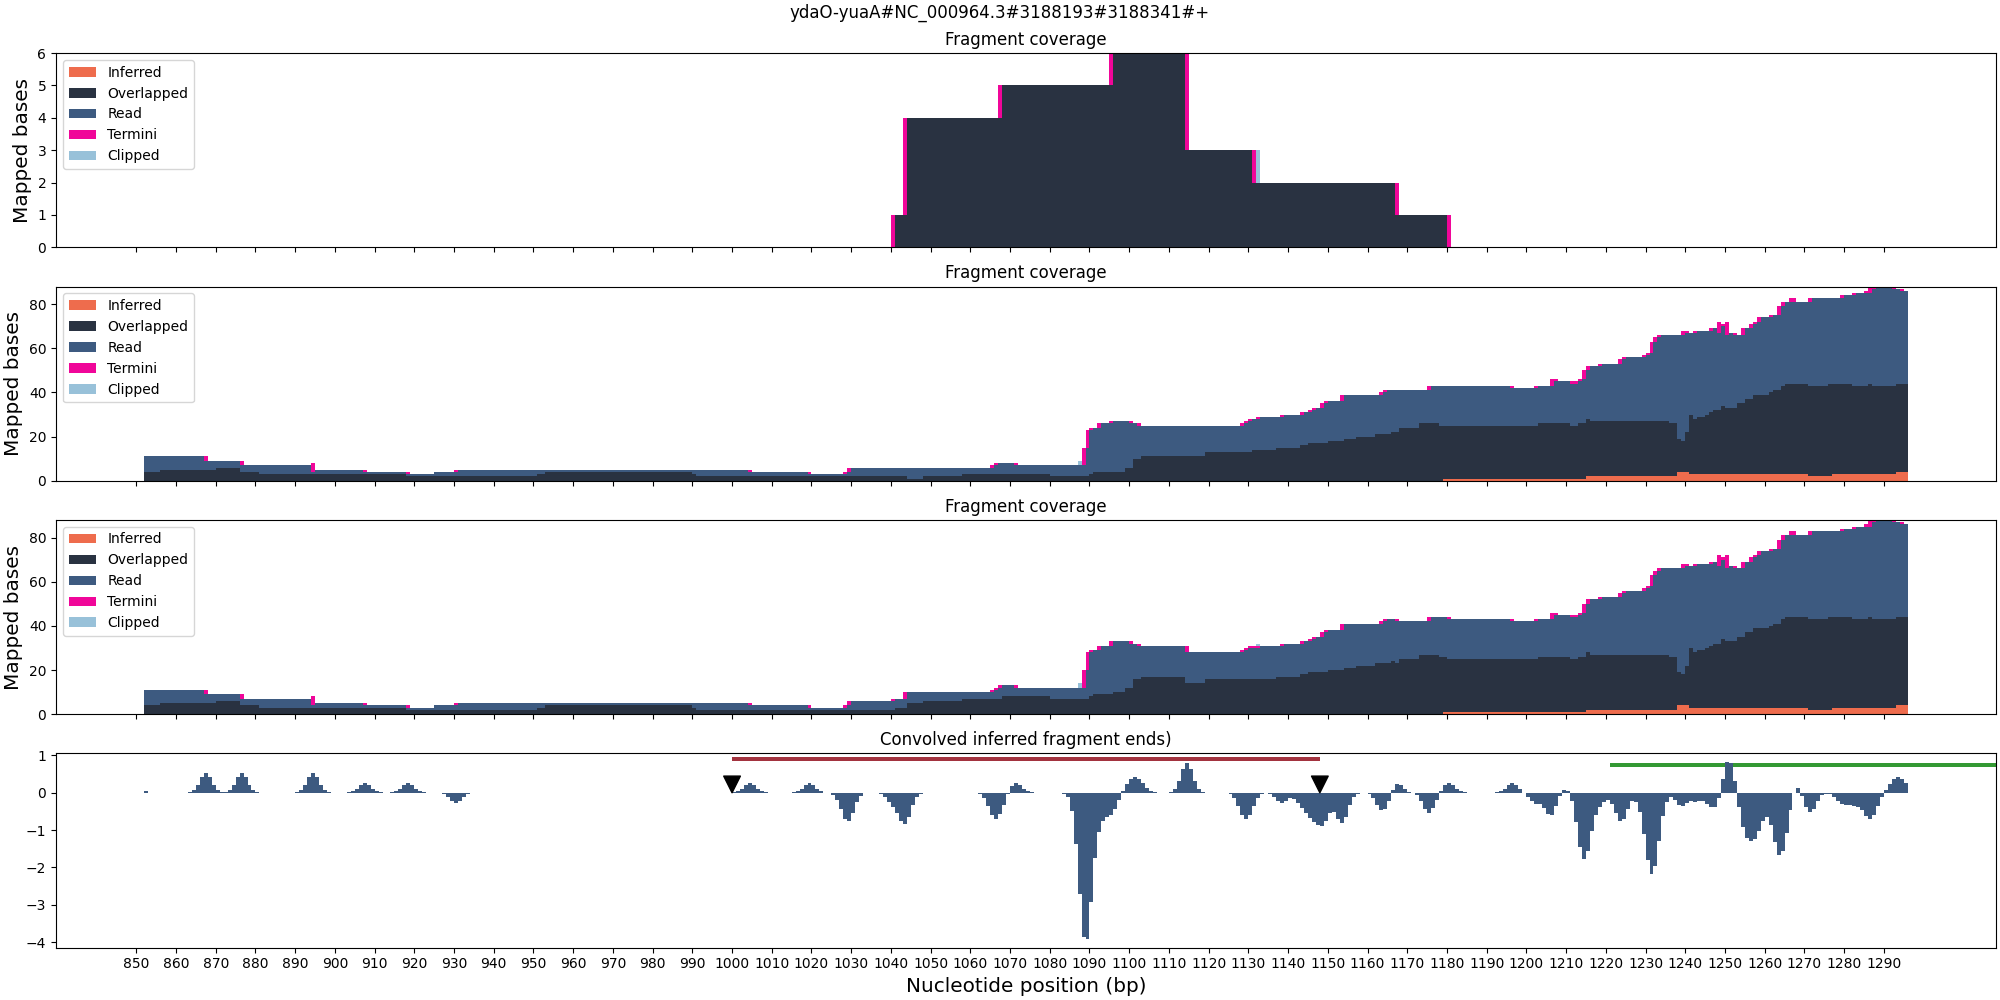 ydaO-yuaA#NC_000964.3#3188193#3188341#+
Fragment coverage
Mapped bases
6
5
4
3
2
1
0
Inferred
Overlapped
Read
Termini
Clipped
Fragment coverage
Mapped bases
80
60
40
20
0
Inferred
Overlapped
Read
Termini
Clipped
Fragment coverage
Mapped bases
80
60
40
20
0
Inferred
Overlapped
Read
Termini
Clipped
Convolved inferred fragment ends)
1
0
−1
−2
−3
−4
850 860 870 880 890 900 910 920 930 940 950 960 970 980 990 1000 1010 1020 1030 1040 1050 1060 1070 1080 1090 1100 1110 1120 1130 1140 1150 1160 1170 1180 1190 1200 1210 1220 1230 1240 1250 1260 1270 1280 1290
Nucleotide position (bp)